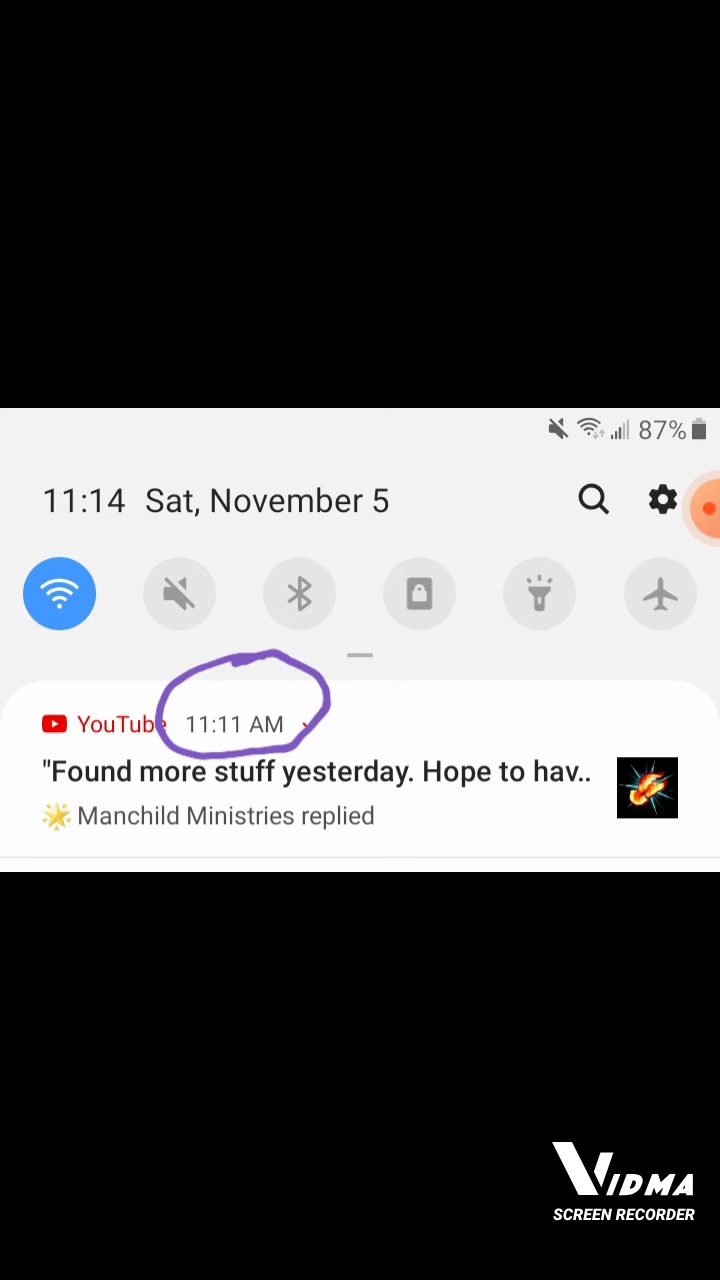 87%
11:14 Sat, November 5
YouTube 11:11 AM
"Found more stuff yesterday. Hope to hav..
🌟 Manchild Ministries replied
VIDMA
SCREEN RECORDER